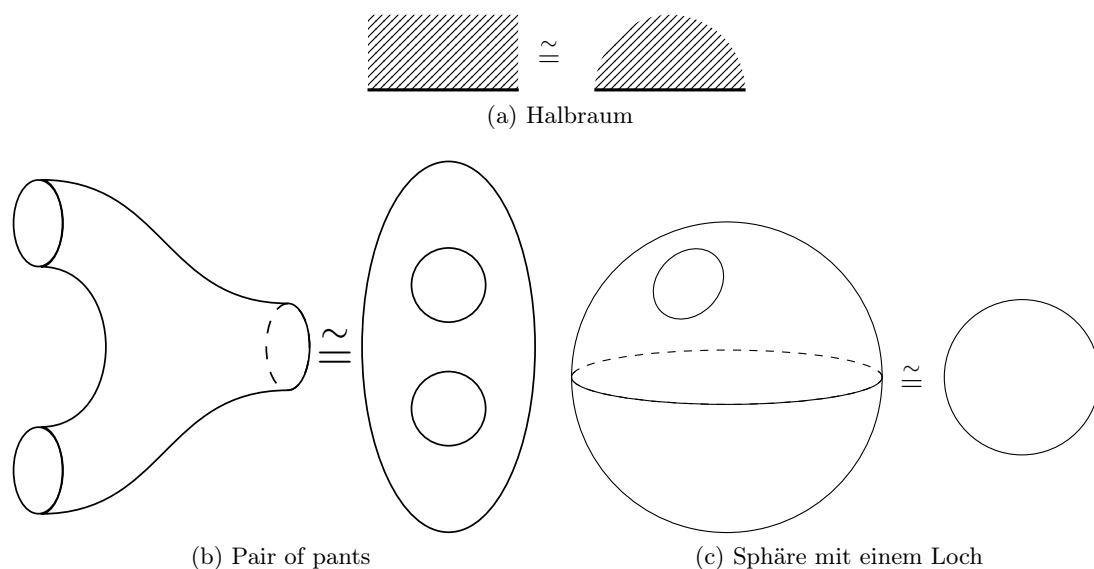 ≅
(a) Halbraum
≅
≅
(b) Pair of pants
(c) Sphäre mit einem Loch